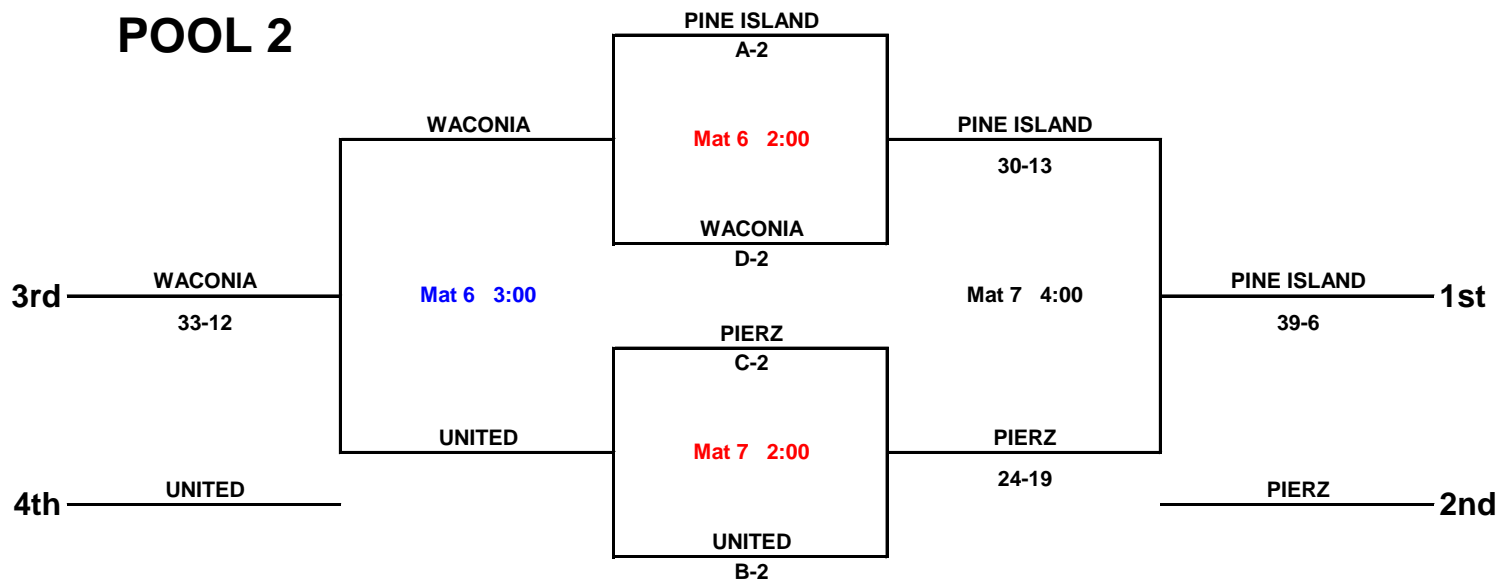 POOL 2
PINE ISLAND
A-2
WACONIA
Mat 6 2:00
PINE ISLAND
30-13
WACONIA
D-2
3rd
WACONIA
33-12
Mat 6 3:00
Mat 7 4:00
PINE ISLAND
39-6
1st
PIERZ
C-2
UNITED
Mat 7 2:00
PIERZ
24-19
4th
UNITED
PIERZ
2nd
UNITED
B-2